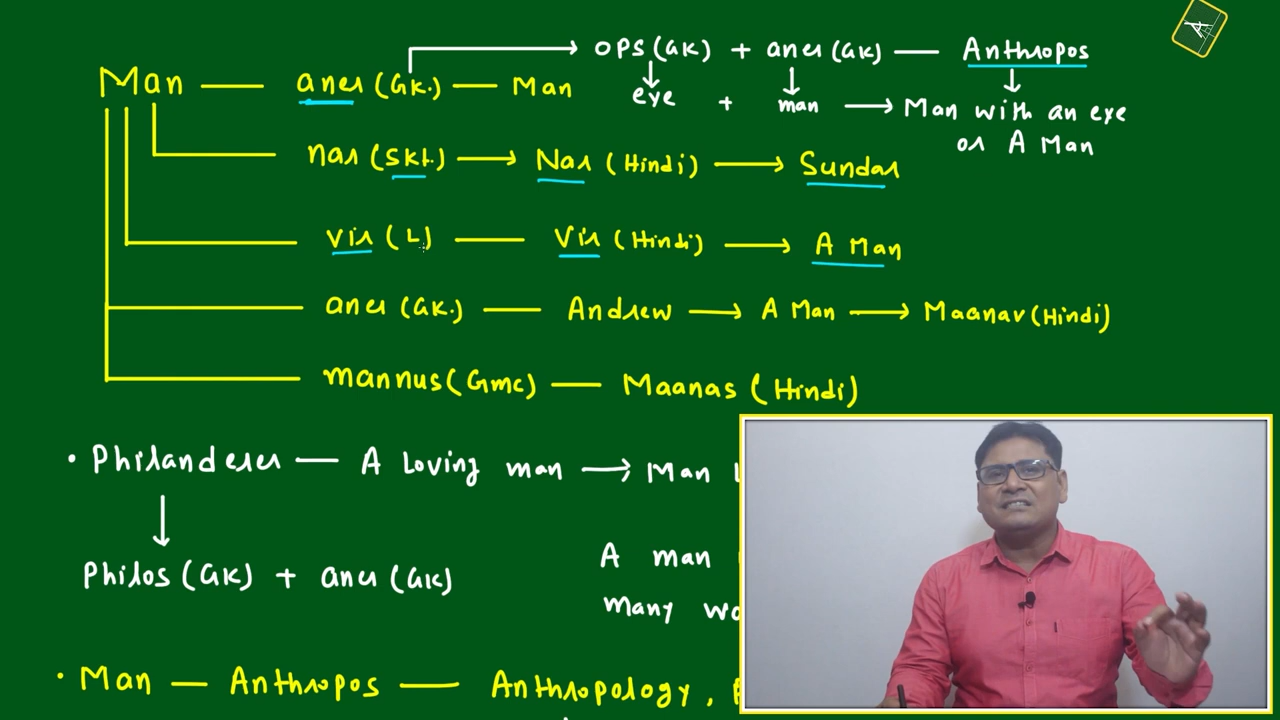 OPS (GK) + aner (GK) — Anthropos
Man — aner (GK.) — Man
eye + man → Man with an eye
or A Man
nar (Skt.) → Nar (Hindi) → Sundar
Vir (L) — Vir (Hindi) → A Man
aner (GK.) — Andrew → A Man → Maanav (Hindi)
mannus (Gmc) — Maanas (Hindi)
• Philanderer — A Loving man → Man
Philos (GK) + aner (GK)
A man
many
• Man — Anthropos — Anthropology,